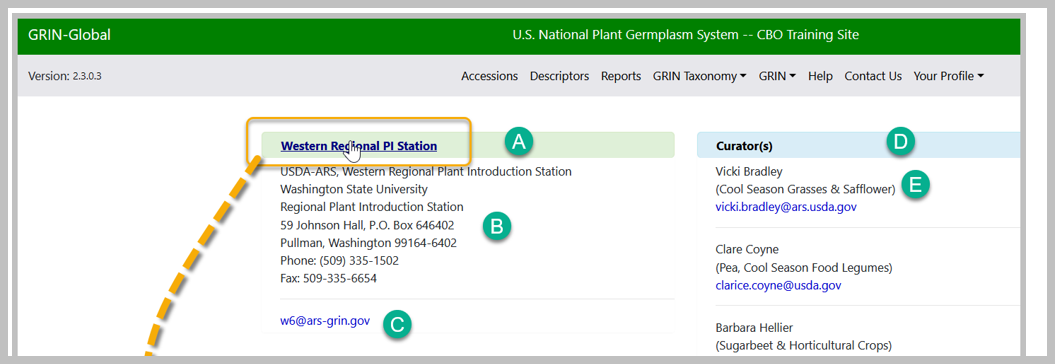 GRIN-Global
U.S. National Plant Germplasm System -- CBO Training Site
Version: 2.3.0.3
Accessions Descriptors Reports GRIN Taxonomy GRIN Help Contact Us Your Profile
Western Regional PI Station
A
USDA-ARS, Western Regional Plant Introduction Station
Washington State University
Regional Plant Introduction Station
59 Johnson Hall, P.O. Box 646402
B
Pullman, Washington 99164-6402
Phone: (509) 335-1502
Fax: 509-335-6654
w6@ars-grin.gov
C
Curator(s)
D
Vicki Bradley
(Cool Season Grasses & Safflower)
E
vicki.bradley@ars.usda.gov
Clare Coyne
(Pea, Cool Season Food Legumes)
clarice.coyne@usda.gov
Barbara Hellier
(Sugarbeet & Horticultural Crops)